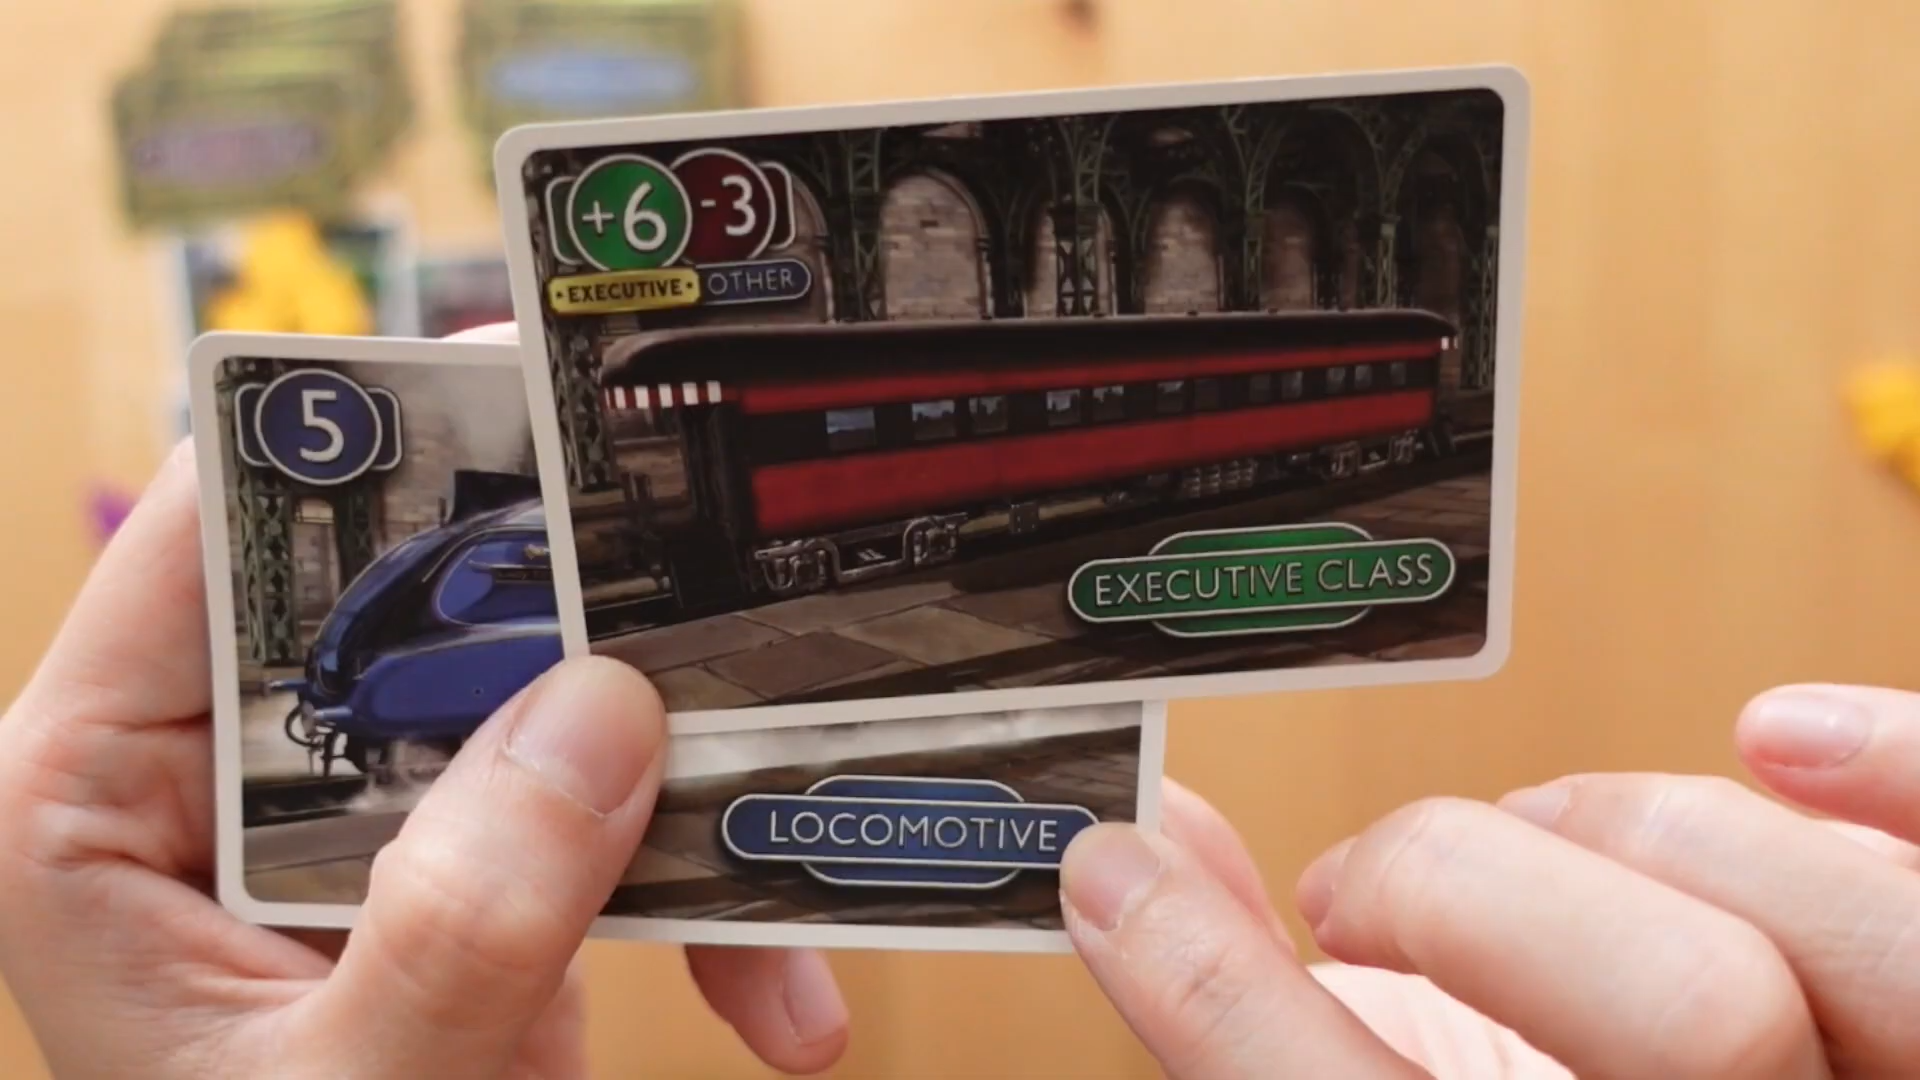 +6 -3
• EXECUTIVE • OTHER
EXECUTIVE CLASS
5
LOCOMOTIVE